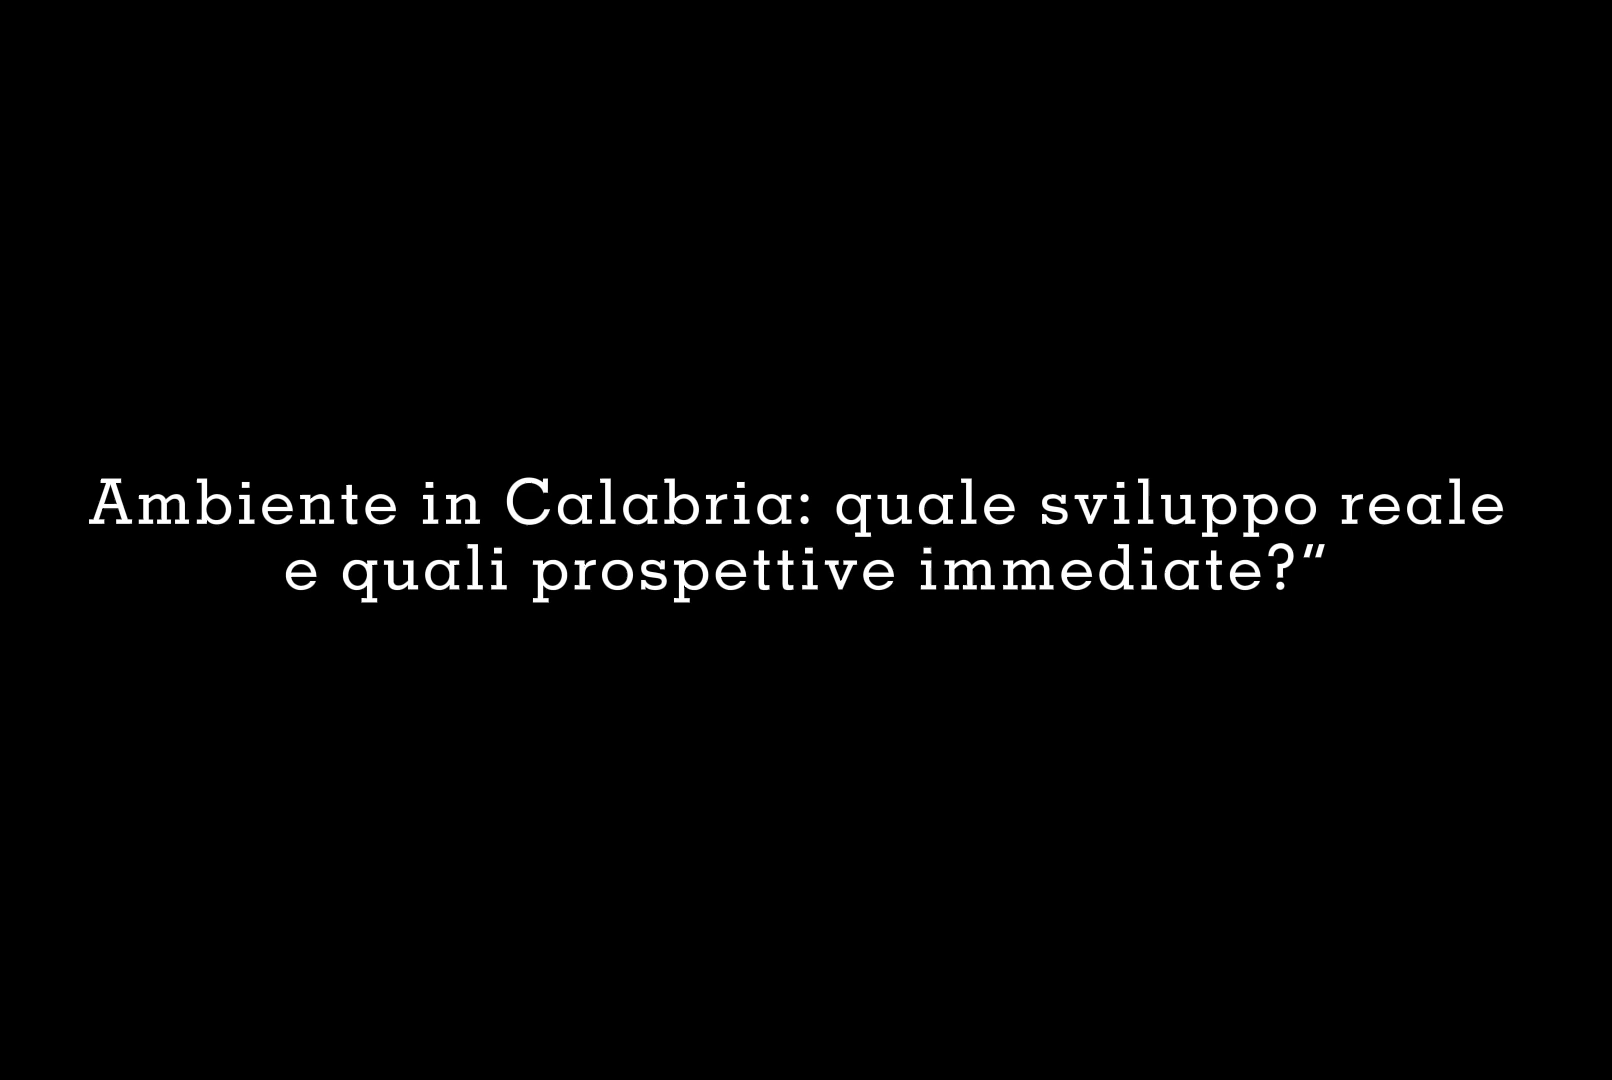 Ambiente in Calabria: quale sviluppo reale
e quali prospettive immediate?”